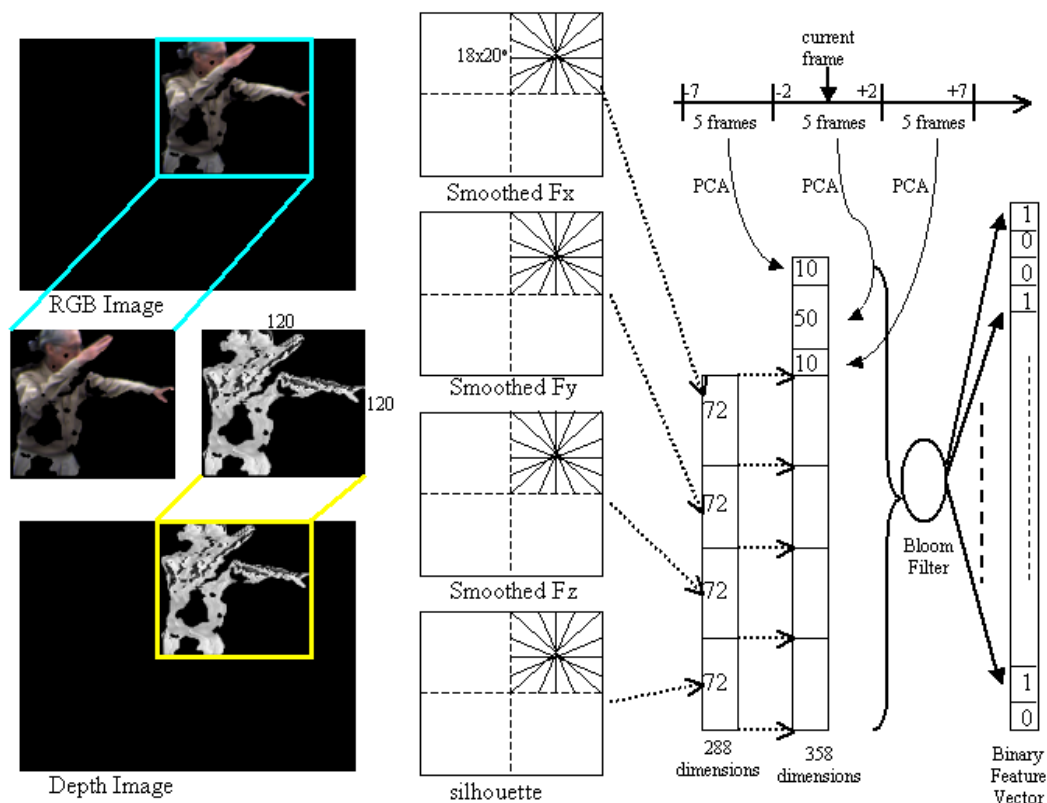 RGB Image
120
120
Depth Image
18x20°
Smoothed Fx
Smoothed Fy
Smoothed Fz
silhouette
current
frame
-7
-2
+2
+7
5 frames
5 frames
5 frames
PCA
PCA
PCA
10
50
10
72
72
72
72
288
dimensions
358
dimensions
Bloom
Filter
1
0
0
1
1
0
Binary
Feature
Vector